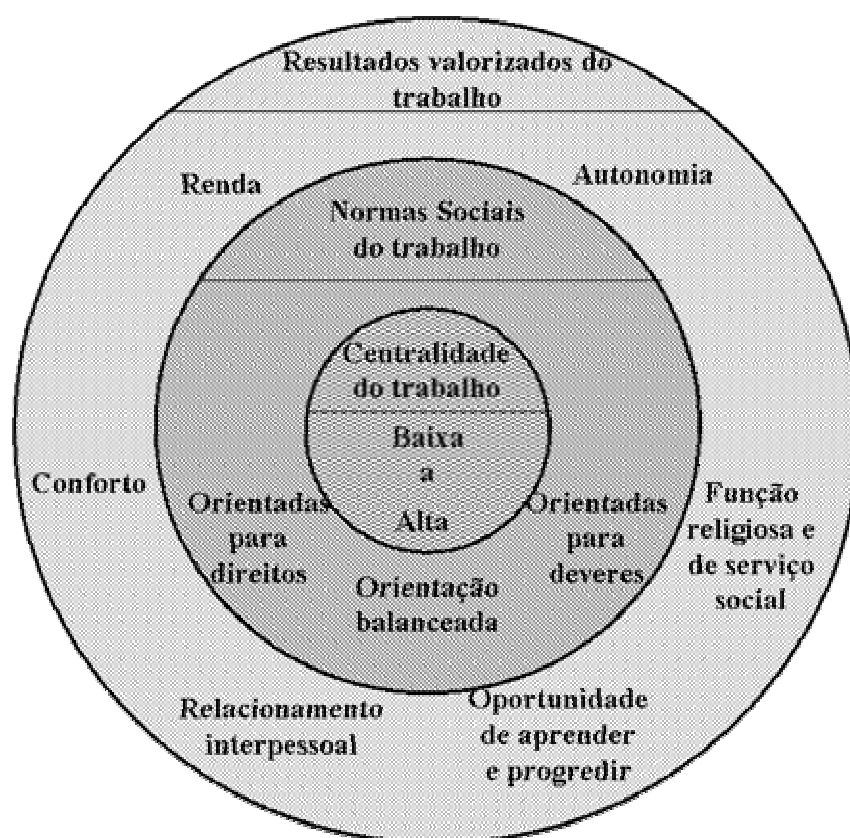 Resultados valorizados do
trabalho
Renda
Autonomia
Normas Sociais
do trabalho
Centralidade
do trabalho
Baixa
a
Alta
Conforto
Orientadas
para
direitos
Orientação
balanceada
Orientadas
para
deveres
Função
religiosa e
de serviço
social
Relacionamento
interpessoal
Oportunidade
de aprender
e progredir